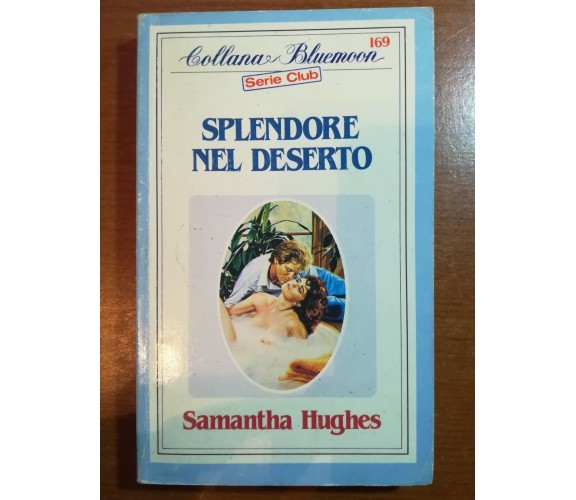 169
Collana Bluemoon
Serie Club
SPLENDORE
NEL DESERTO
Samantha Hughes